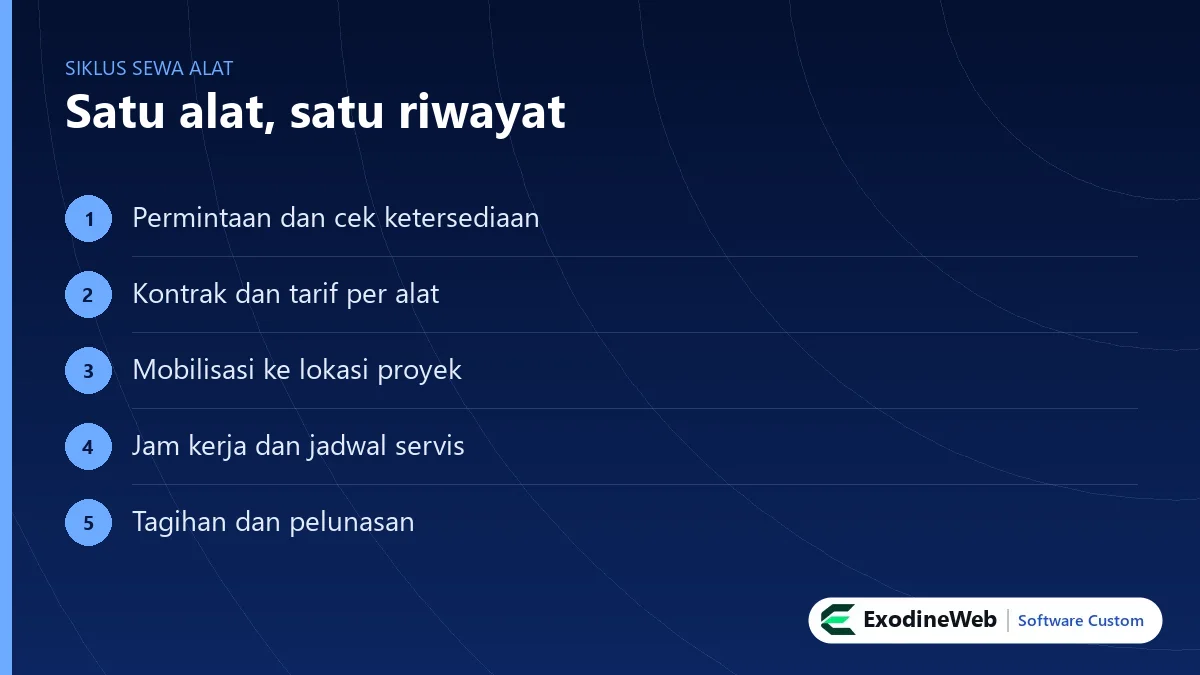 SIKLUS SEWA ALAT
Satu alat, satu riwayat
1 Permintaan dan cek ketersediaan
2 Kontrak dan tarif per alat
3 Mobilisasi ke lokasi proyek
4 Jam kerja dan jadwal servis
5 Tagihan dan pelunasan
ExodineWeb | Software Custom